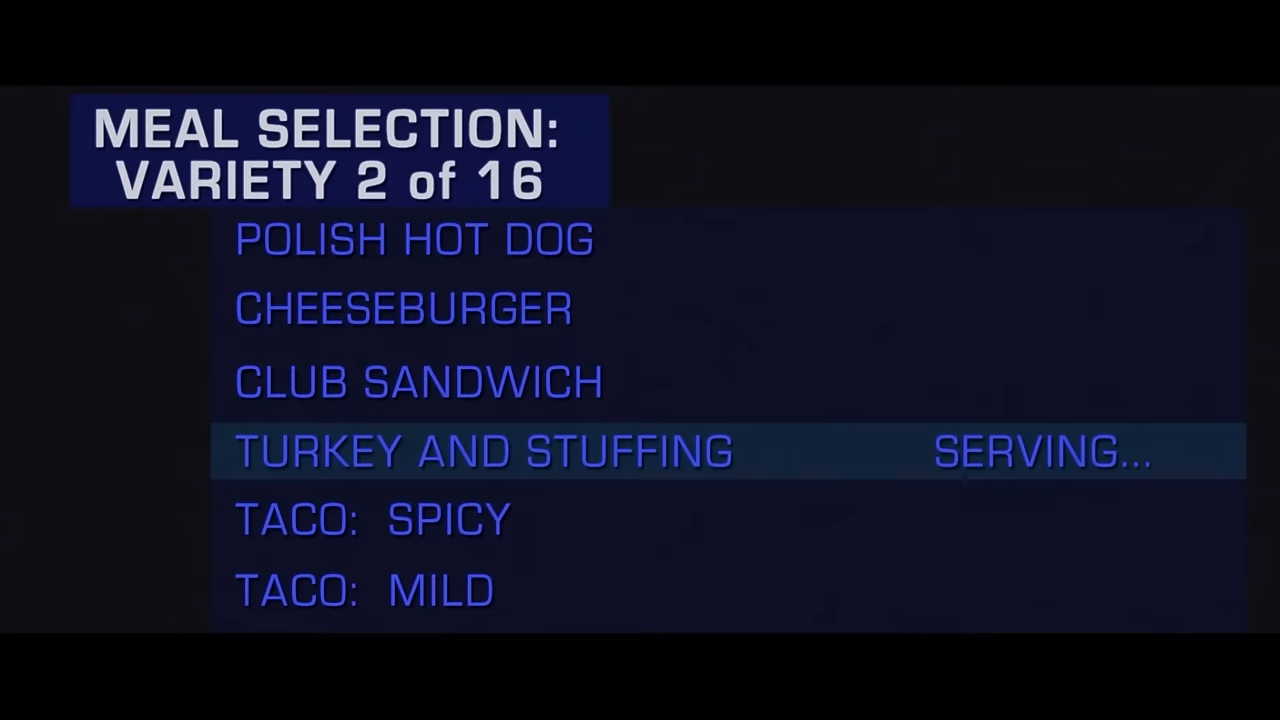 MEAL SELECTION:
VARIETY 2 of 16
POLISH HOT DOG
CHEESEBURGER
CLUB SANDWICH
TURKEY AND STUFFING SERVING...
TACO: SPICY
TACO: MILD